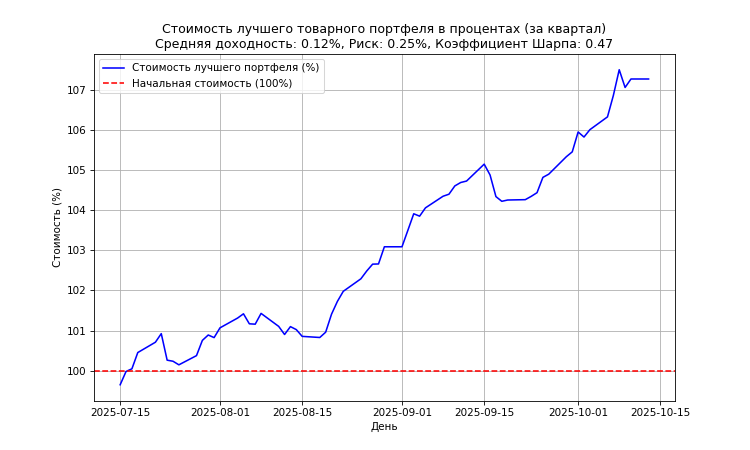 Стоимость лучшего товарного портфеля в процентах (за квартал)
Средняя доходность: 0.12%, Риск: 0.25%, Коэффициент Шарпа: 0.47
Стоимость лучшего портфеля (%)
Начальная стоимость (100%)
Стоимость (%)
107
106
105
104
103
102
101
100
2025-07-15
2025-08-01
2025-08-15
2025-09-01
2025-09-15
2025-10-01
2025-10-15
День